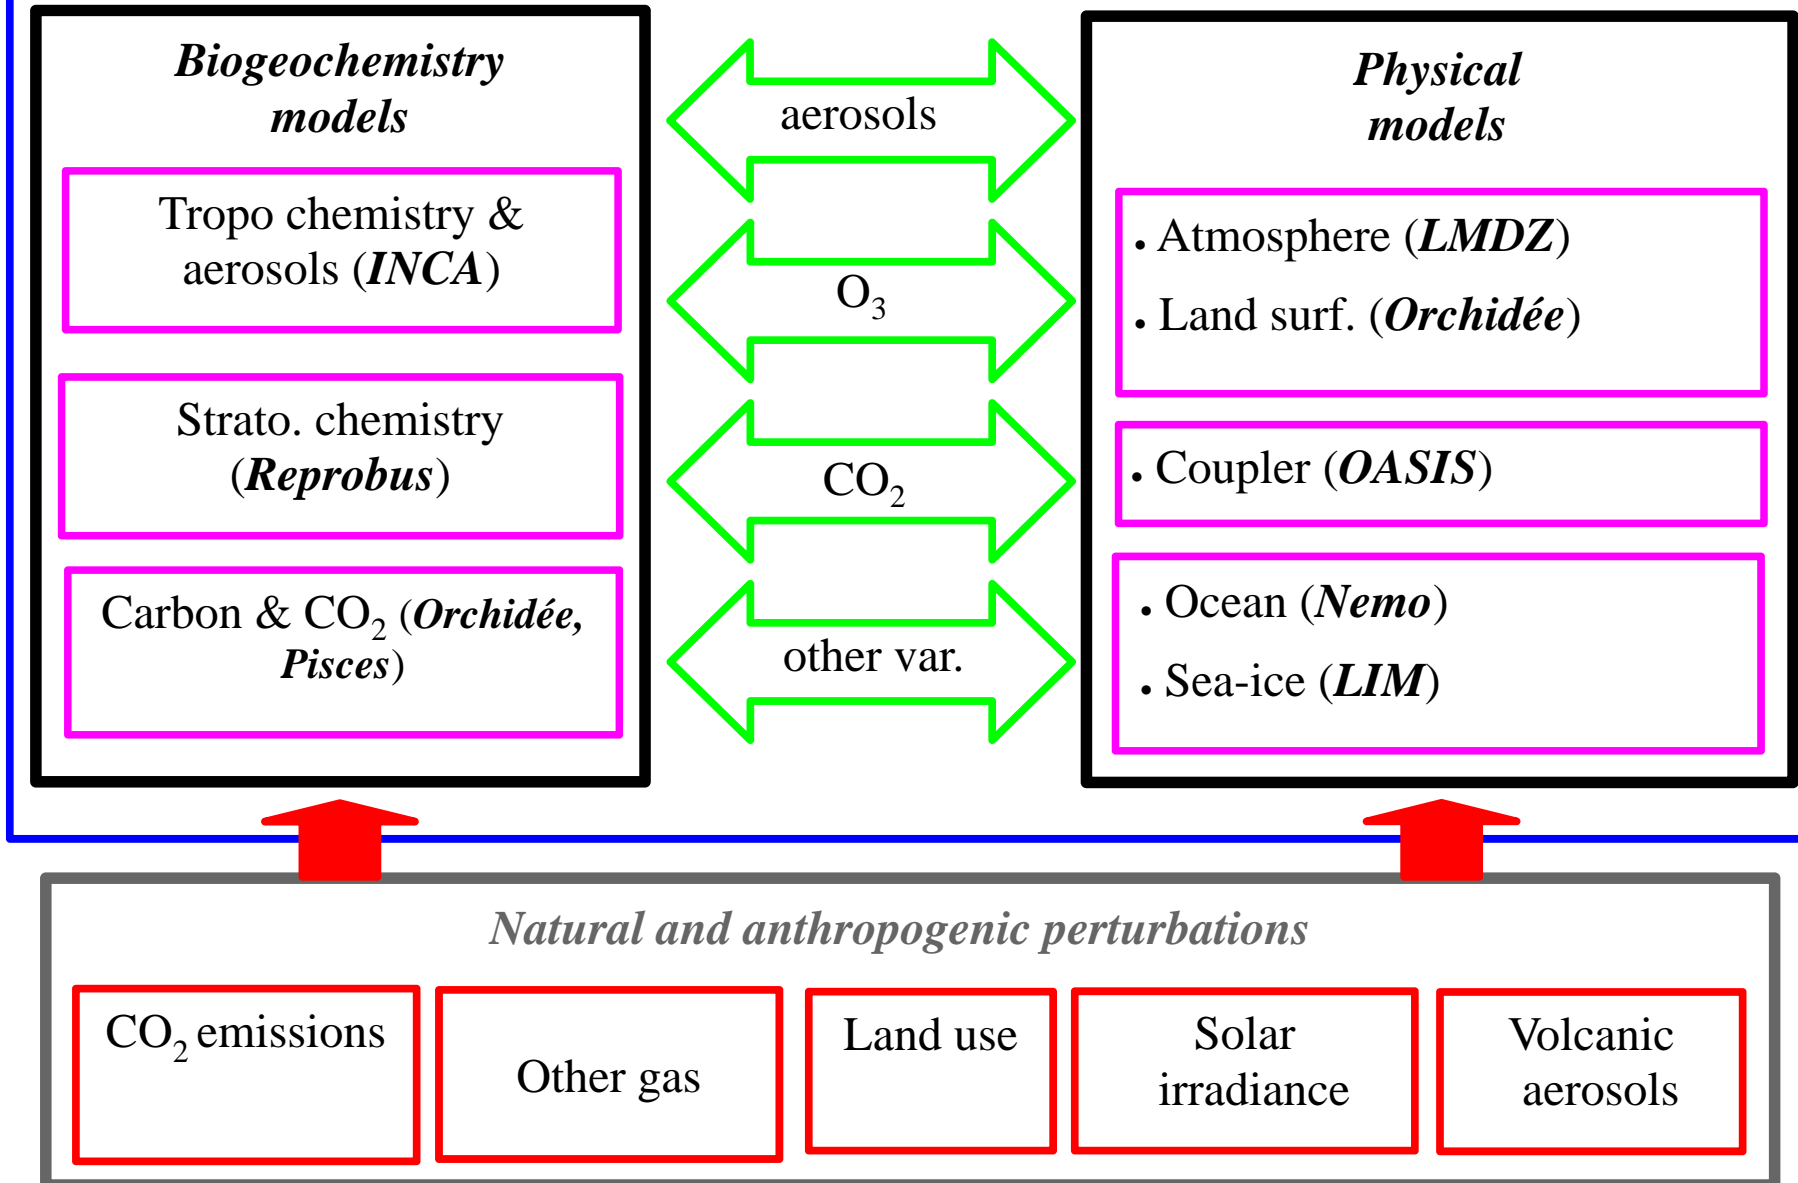 Biogeochemistry
models
Tropo chemistry &
aerosols (INCA)
Strato. chemistry
(Reprobus)
Carbon & CO₂ (Orchidée,
Pisces)
aerosols
O₃
CO₂
other var.
Physical
models
• Atmosphere (LMDZ)
• Land surf. (Orchidée)
• Coupler (OASIS)
• Ocean (Nemo)
• Sea-ice (LIM)
Natural and anthropogenic perturbations
CO₂ emissions
Other gas
Land use
Solar
irradiance
Volcanic
aerosols